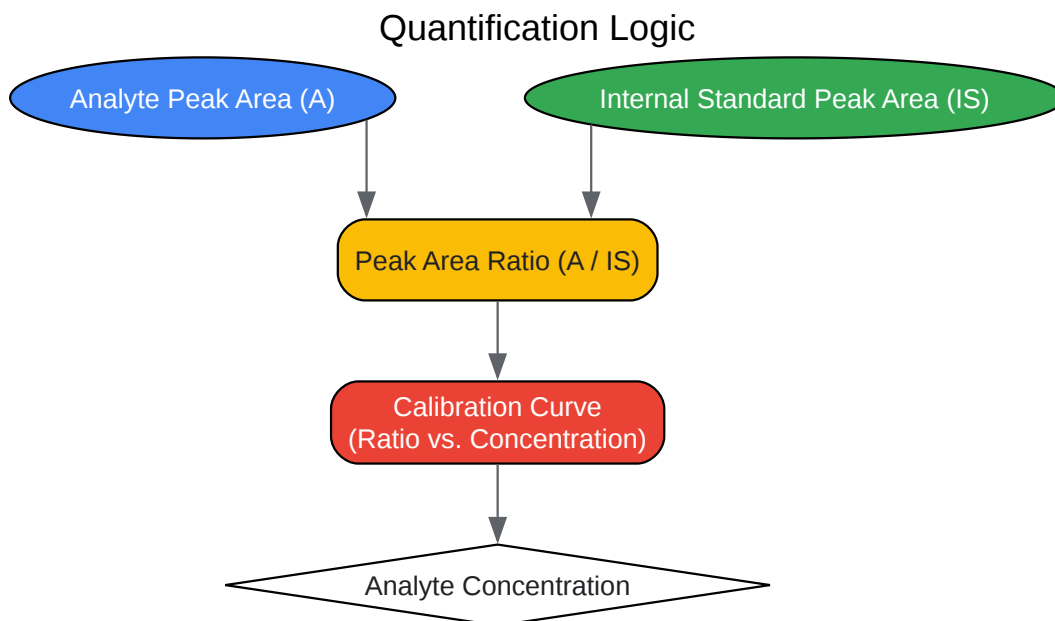 Quantification Logic
Analyte Peak Area (A)
Internal Standard Peak Area (IS)
Peak Area Ratio (A / IS)
Calibration Curve
(Ratio vs. Concentration)
Analyte Concentration